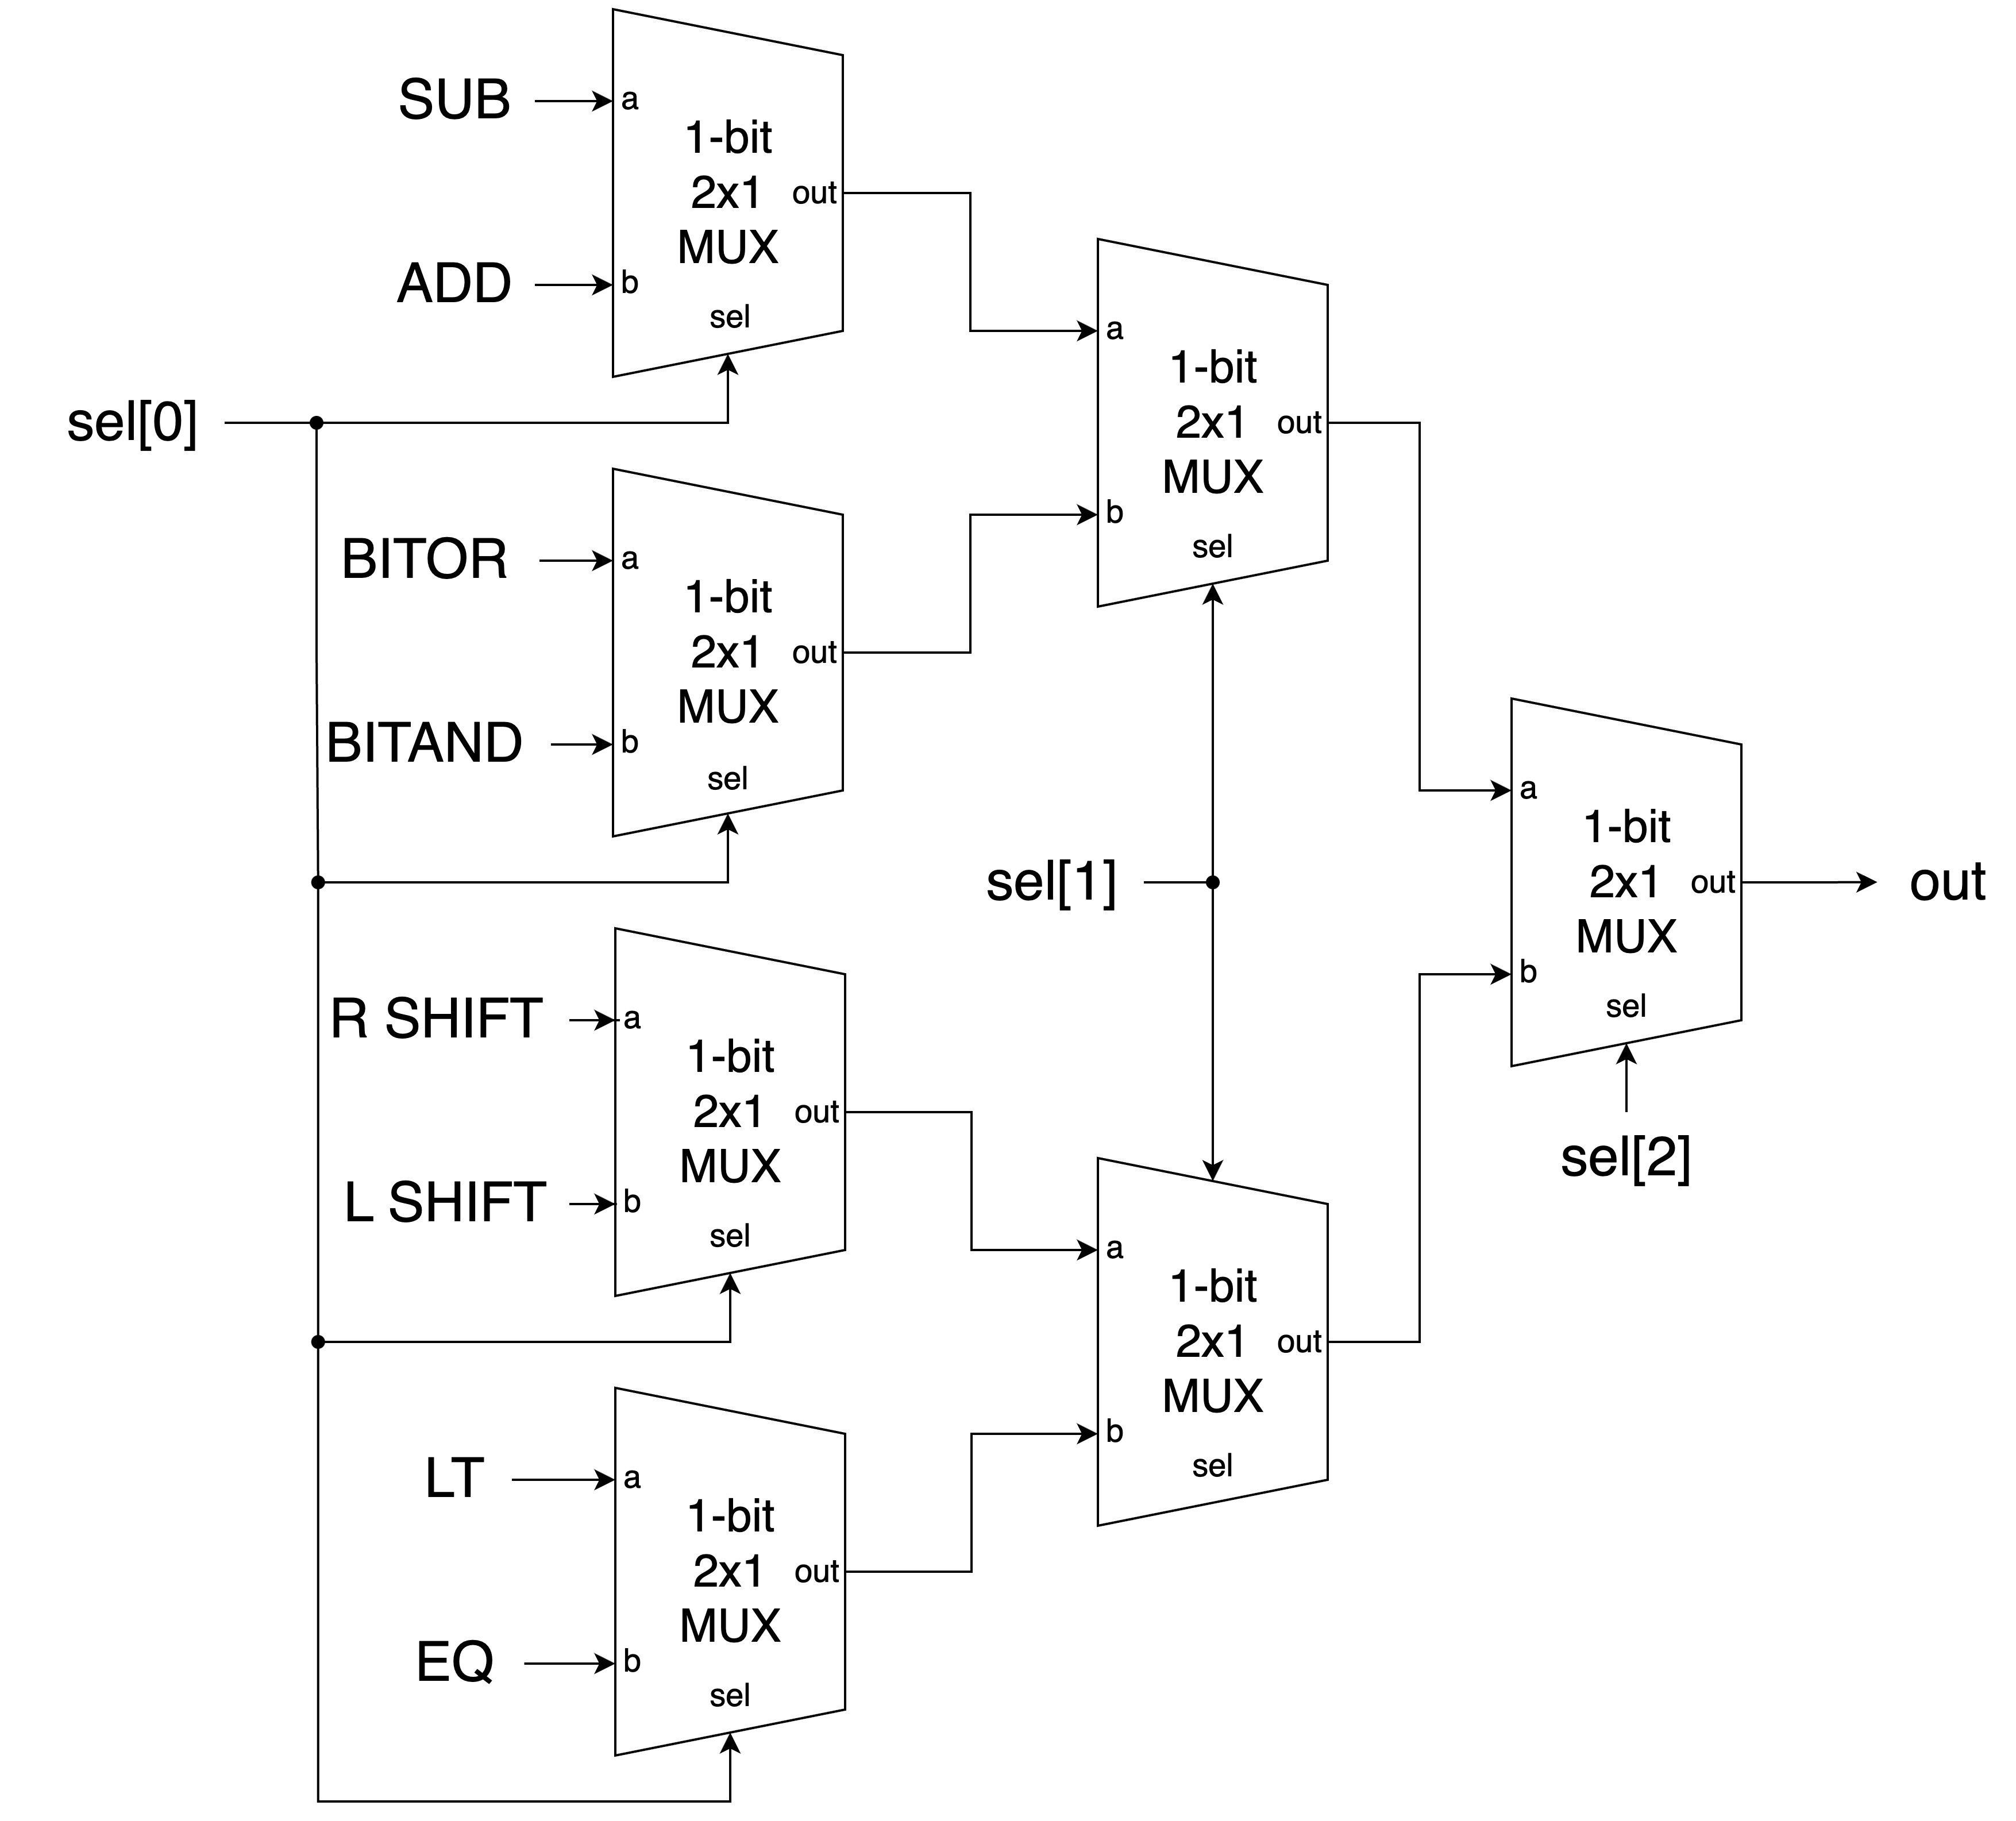 SUB
a
1-bit
2x1
MUX
out
ADD
b
sel
sel[0]
BITOR
a
1-bit
2x1
MUX
out
BITAND
b
sel
R SHIFT
a
1-bit
2x1
MUX
out
L SHIFT
b
sel
LT
a
1-bit
2x1
MUX
out
EQ
b
sel
a
1-bit
2x1
MUX
out
b
sel
sel[1]
a
1-bit
2x1
MUX
out
b
sel
a
1-bit
2x1
MUX
out
b
sel
sel[2]
out